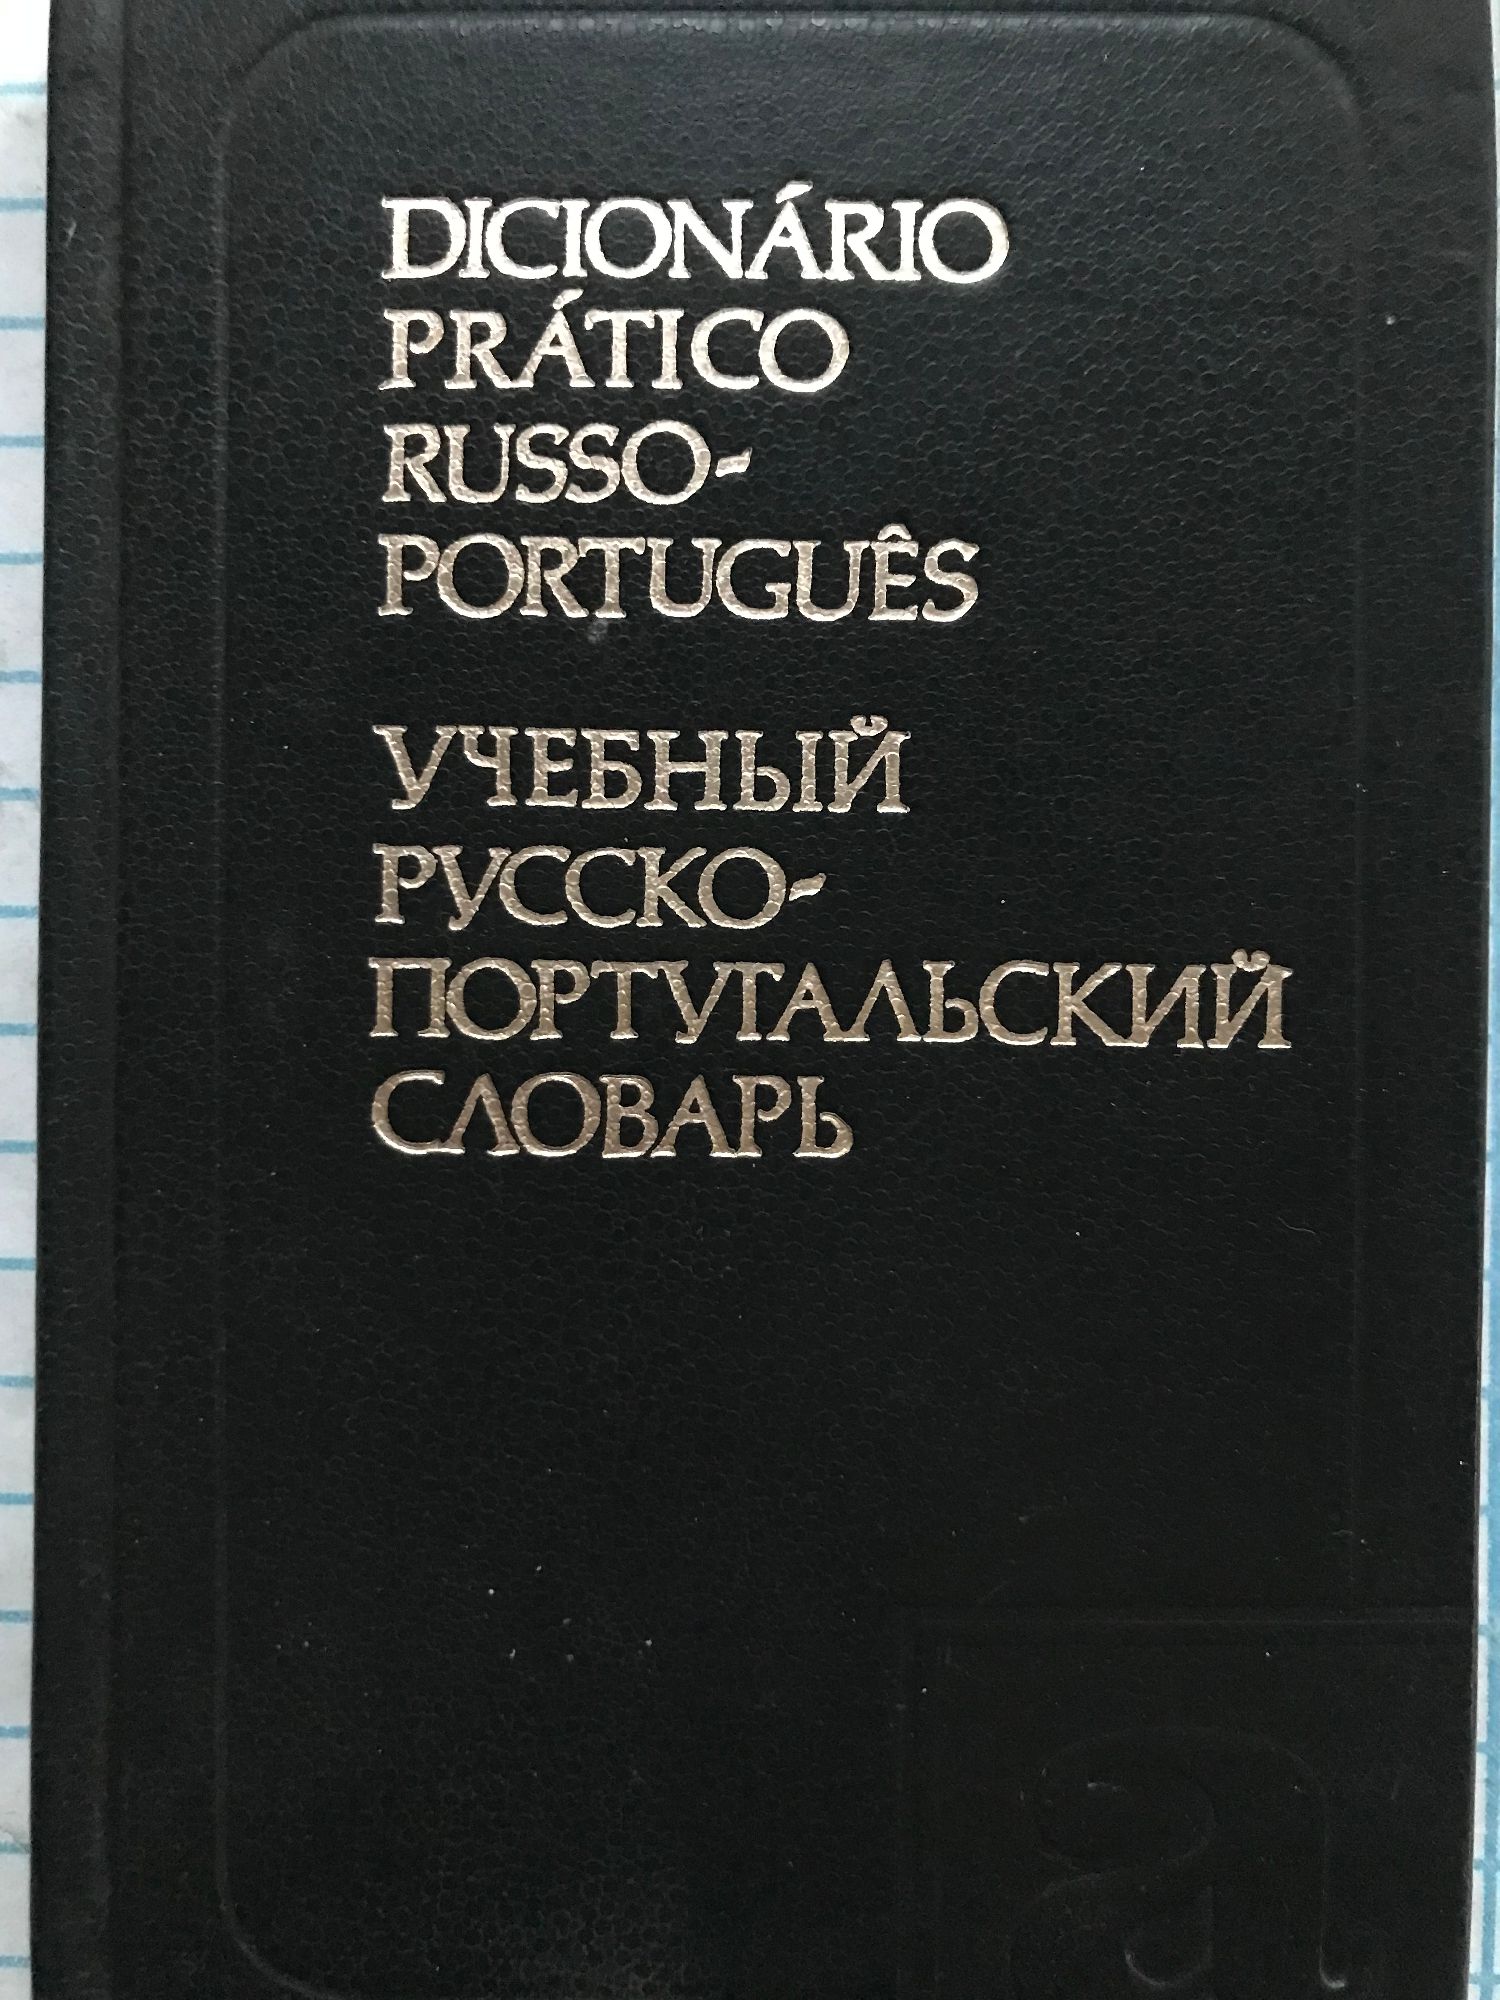 DICIONÁRIO
PRÁTICO
RUSSO-
PORTUGUÊS
УЧЕБНЫЙ
РУССКО-
ПОРТУГАЛЬСКИЙ
СЛОВАРЬ
a